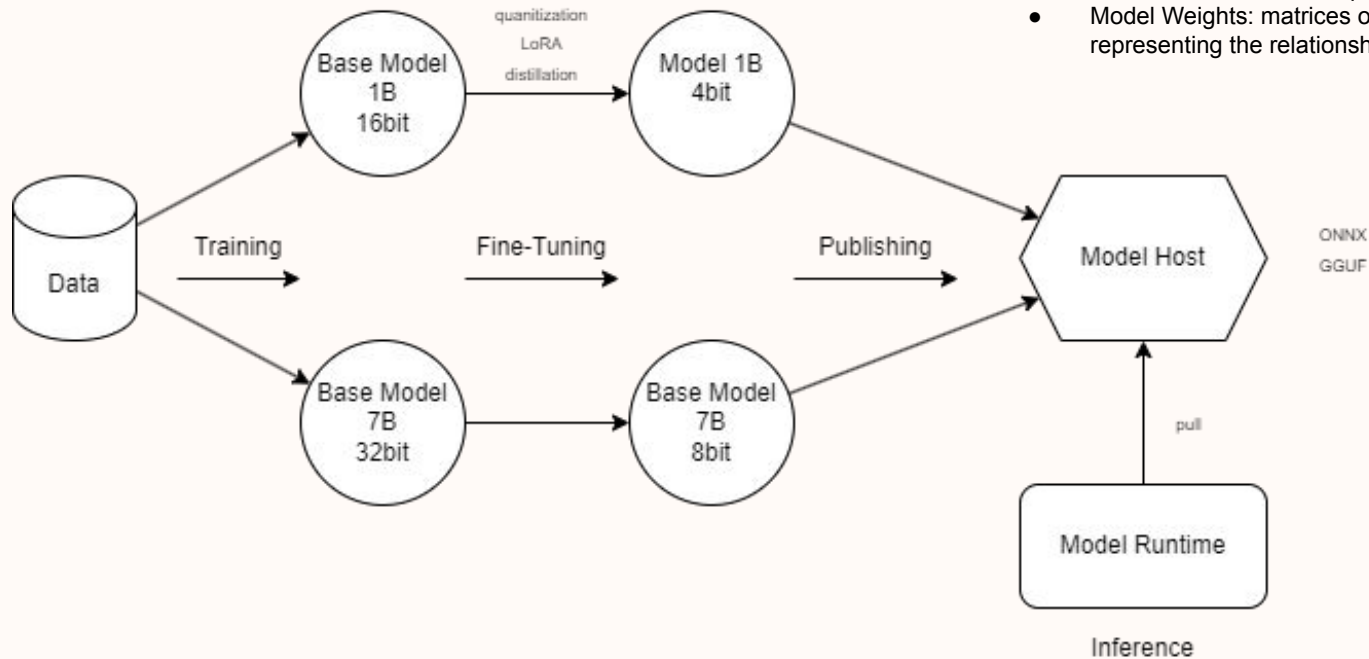 ● Model Weights: matrices o
representing the relationsh
quanitization
LoRA
distillation
Base Model
1B
16bit
Model 1B
4bit
Data
Training
Fine-Tuning
Publishing
Model Host
ONNX
GGUF
Base Model
7B
32bit
Base Model
7B
8bit
pull
Model Runtime
Inference